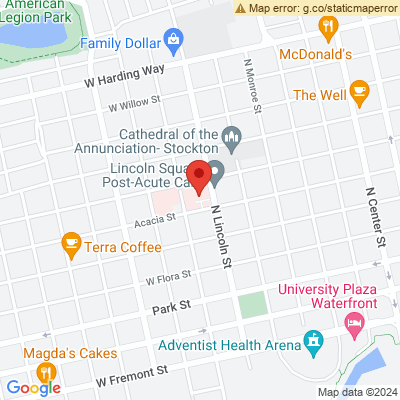 American
Legion Park
Map error: g.co/staticmaperror
Family Dollar
McDonald's
W Harding Way
N Monroe St
The Well
W Willow St
Cathedral of the
Annunciation- Stockton
Lincoln Squa
Post-Acute Ca
N Center St
Acacia St
N Lincoln St
Terra Coffee
W Flora St
University Plaza
Waterfront
Park St
Adventist Health Arena
Magda's Cakes
W Fremont St
Google
Map data ©2024